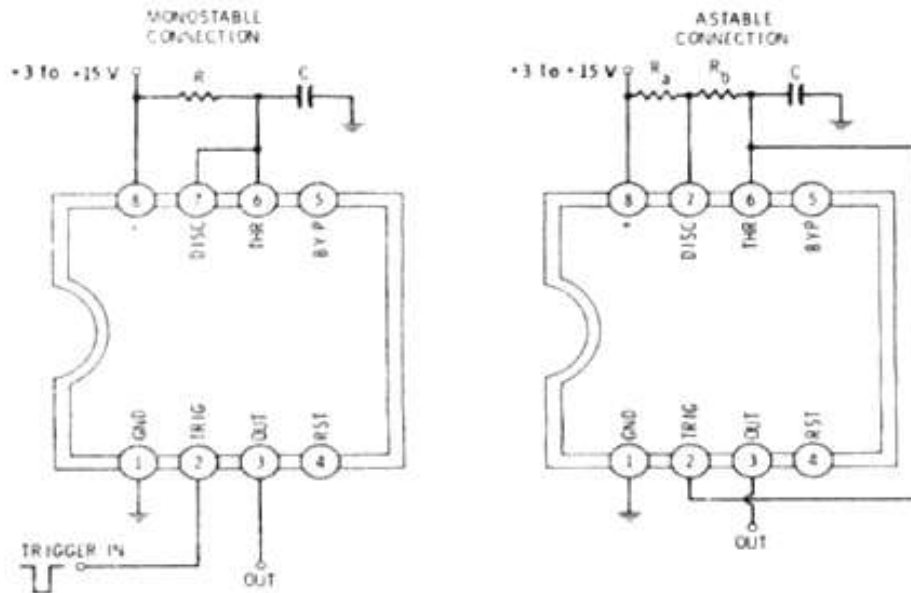 MONOSTABLE
CONNECTION
+3 to +15 V
R
C
8
7
6
5
DISC
THR
BYP
GND
TRIG
OUT
RST
1
2
3
4
TRIGGER IN
OUT
ASTABLE
CONNECTION
+3 to +15 V
Ra
Rb
C
8
7
6
5
+
DISC
THR
BYP
GND
TRIG
OUT
RST
1
2
3
4
OUT